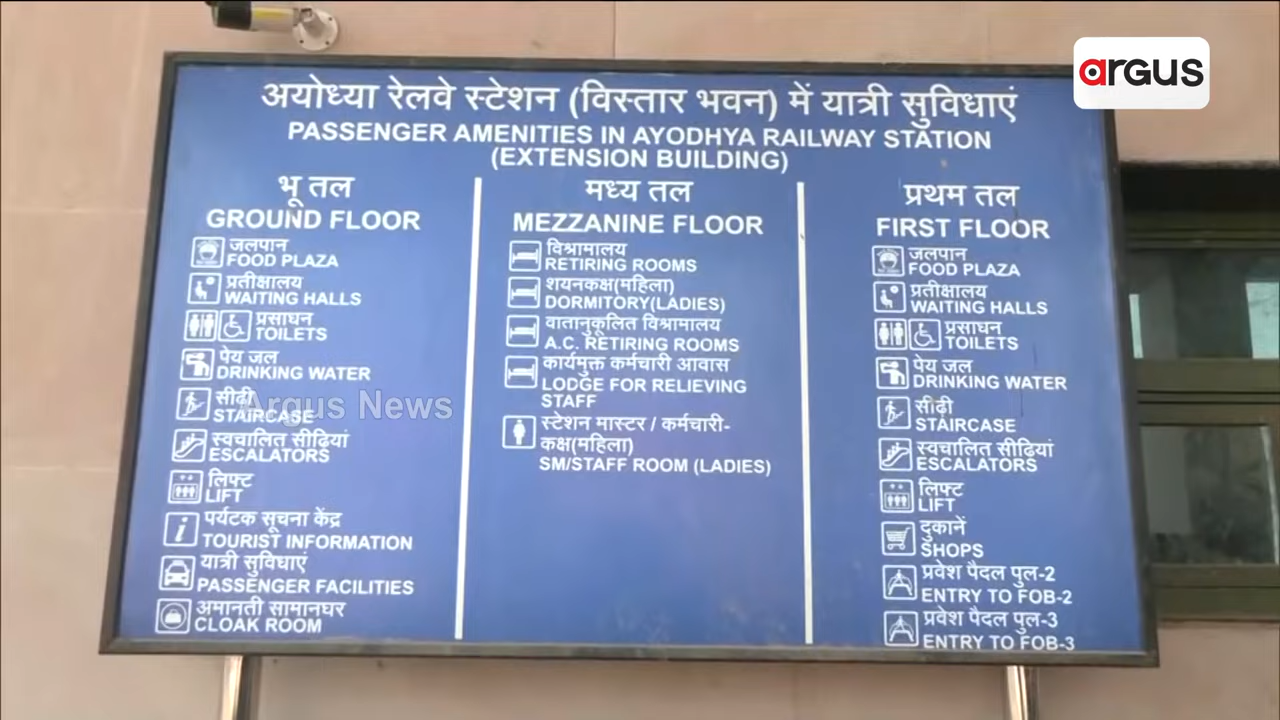 argus
अयोध्या रेलवे स्टेशन (विस्तार भवन) में यात्री सुविधाएं
PASSENGER AMENITIES IN AYODHYA RAILWAY STATION
(EXTENSION BUILDING)
भू तल
GROUND FLOOR
जलपान
FOOD PLAZA
प्रतीक्षालय
WAITING HALLS
प्रसाधन
TOILETS
पेय जल
DRINKING WATER
सीढ़ी
STAIRCASE
स्वचालित सीढ़ियां
ESCALATORS
लिफ्ट
LIFT
पर्यटक सूचना केंद्र
TOURIST INFORMATION
यात्री सुविधाएं
PASSENGER FACILITIES
अमानती सामानघर
CLOAK ROOM
मध्य तल
MEZZANINE FLOOR
विश्रामालय
RETIRING ROOMS
शयनकक्ष(महिला)
DORMITORY(LADIES)
वातानुकूलित विश्रामालय
A.C. RETIRING ROOMS
कार्यमुक्त कर्मचारी आवास
LODGE FOR RELIEVING
STAFF
स्टेशन मास्टर / कर्मचारी-
कक्ष(महिला)
SM/STAFF ROOM (LADIES)
प्रथम तल
FIRST FLOOR
जलपान
FOOD PLAZA
प्रतीक्षालय
WAITING HALLS
प्रसाधन
TOILETS
पेय जल
DRINKING WATER
सीढ़ी
STAIRCASE
स्वचालित सीढ़ियां
ESCALATORS
लिफ्ट
LIFT
दुकानें
SHOPS
प्रवेश पैदल पुल-2
ENTRY TO FOB-2
प्रवेश पैदल पुल-3
ENTRY TO FOB-3
Argus News